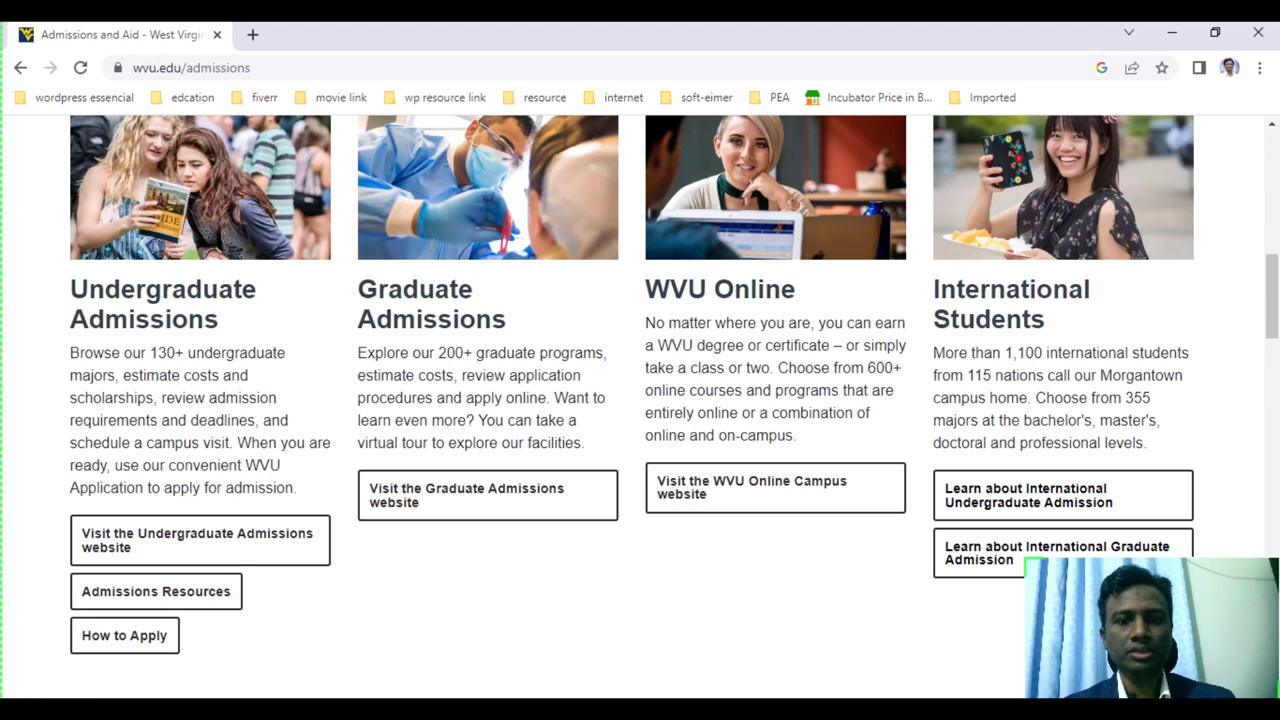 Admissions and Aid - West Virgi
wvu.edu/admissions
wordpress essencial
edcation
fiverr
movie link
wp resource link
resource
internet
soft-eimer
PEA
Incubator Price in B...
Imported
Undergraduate
Admissions
Browse our 130+ undergraduate
majors, estimate costs and
scholarships, review admission
requirements and deadlines, and
schedule a campus visit. When you are
ready, use our convenient WVU
Application to apply for admission.
Visit the Undergraduate Admissions
website
Admissions Resources
How to Apply
Graduate
Admissions
Explore our 200+ graduate programs,
estimate costs, review application
procedures and apply online. Want to
learn even more? You can take a
virtual tour to explore our facilities.
Visit the Graduate Admissions
website
WVU Online
No matter where you are, you can earn
a WVU degree or certificate – or simply
take a class or two. Choose from 600+
online courses and programs that are
entirely online or a combination of
online and on-campus.
Visit the WVU Online Campus
website
International
Students
More than 1,100 international students
from 115 nations call our Morgantown
campus home. Choose from 355
majors at the bachelor's, master's,
doctoral and professional levels.
Learn about International
Undergraduate Admission
Learn about International Graduate
Admission